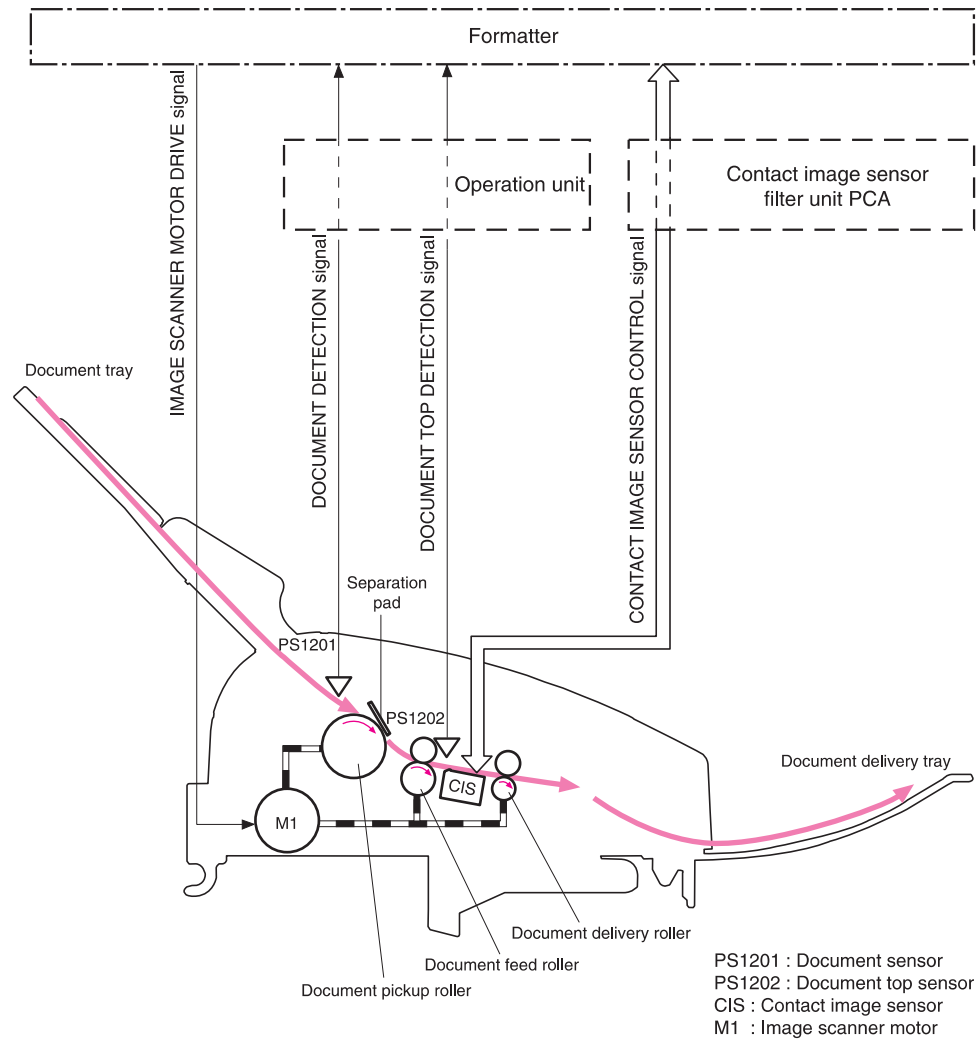 Formatter
IMAGE SCANNER MOTOR DRIVE signal
Operation unit
Contact image sensor
filter unit PCA
DOCUMENT DETECTION signal
DOCUMENT TOP DETECTION signal
CONTACT IMAGE SENSOR CONTROL signal
Document tray
Separation
pad
PS1201
PS1202
CIS
M1
Document delivery tray
Document delivery roller
Document feed roller
Document pickup roller
PS1201 : Document sensor
PS1202 : Document top sensor
CIS : Contact image sensor
M1 : Image scanner motor